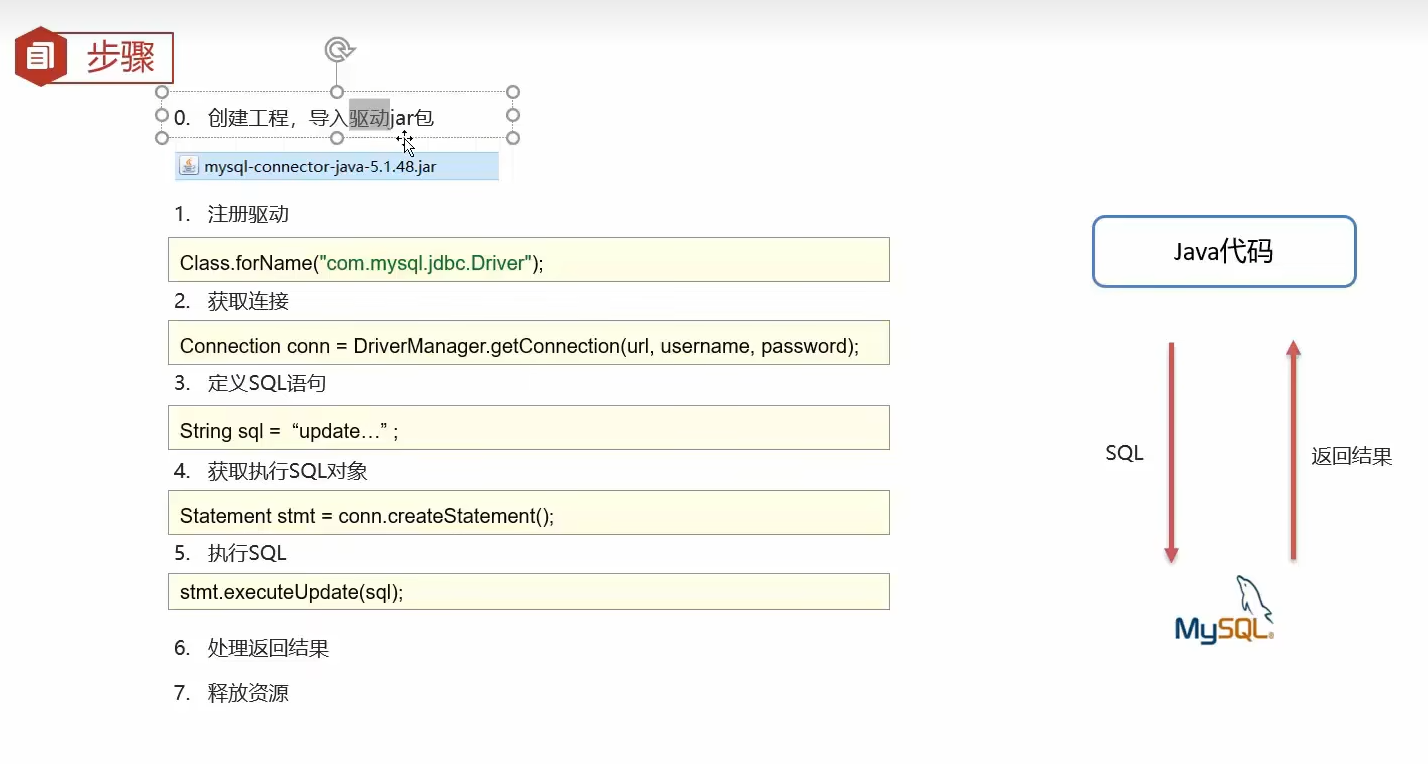 步骤
0. 创建工程，导入驱动jar包
mysql-connector-java-5.1.48.jar
1. 注册驱动
Class.forName("com.mysql.jdbc.Driver");
2. 获取连接
Connection conn = DriverManager.getConnection(url, username, password);
3. 定义SQL语句
String sql = “update…” ;
4. 获取执行SQL对象
Statement stmt = conn.createStatement();
5. 执行SQL
stmt.executeUpdate(sql);
6. 处理返回结果
7. 释放资源
Java代码
SQL
返回结果
MySQL®